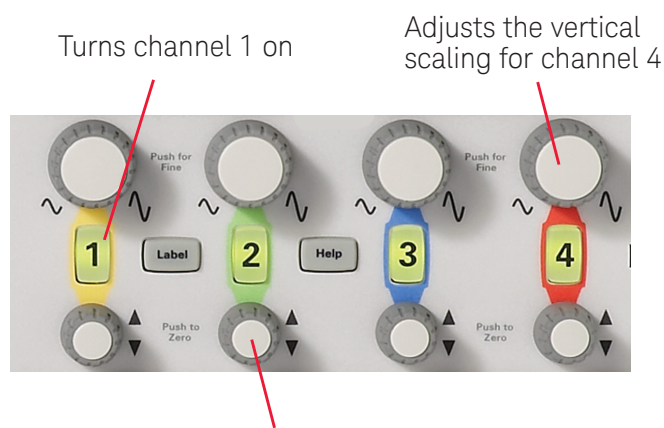 Turns channel 1 on
Adjusts the vertical
scaling for channel 4
Push for
Fine
Push for
Fine
1
Label
2
Help
3
4
Push to
Zero
Push to
Zero